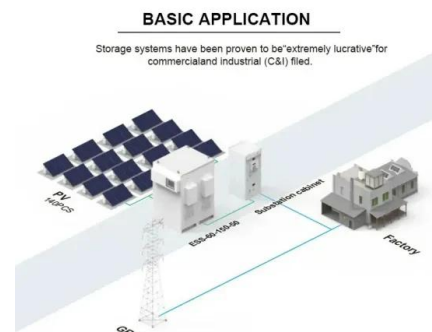 BASIC APPLICATION
Storage systems have been proven to be“extremely lucrative”for
commercialand industrial (C&I) filed.
PV
140PCS
ESS-60-150-50
Substation cabinet
Factory